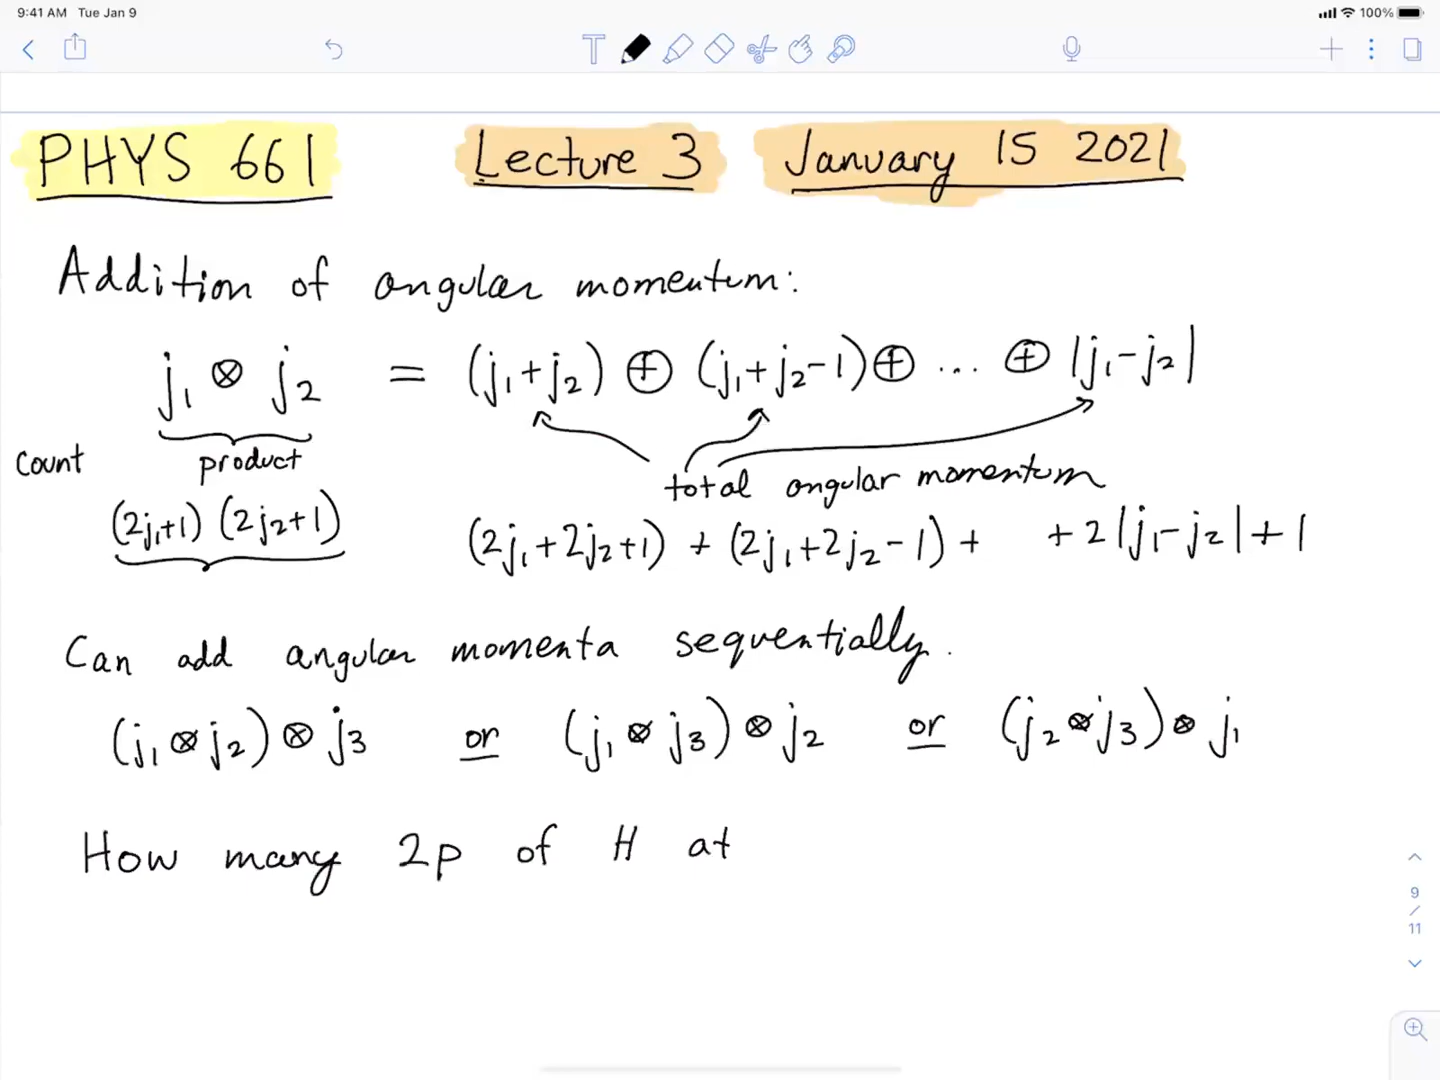 9:41 AM Tue Jan 9 100%
PHYS 661 Lecture 3 January 15 2021
Addition of angular momentum:
j₁ ⊗ j₂ = (j₁+j₂) ⊕ (j₁+j₂-1) ⊕ ... ⊕ |j₁-j₂|
Count product total angular momentum
(2j₁+1) (2j₂+1) (2j₁+2j₂+1) + (2j₁+2j₂-1) + + 2|j₁-j₂|+1
Can add angular momenta sequentially.
(j₁⊗j₂)⊗j₃ or (j₁⊗j₃)⊗j₂ or (j₂⊗j₃)⊗j₁
How many 2p of H at
9
/
11